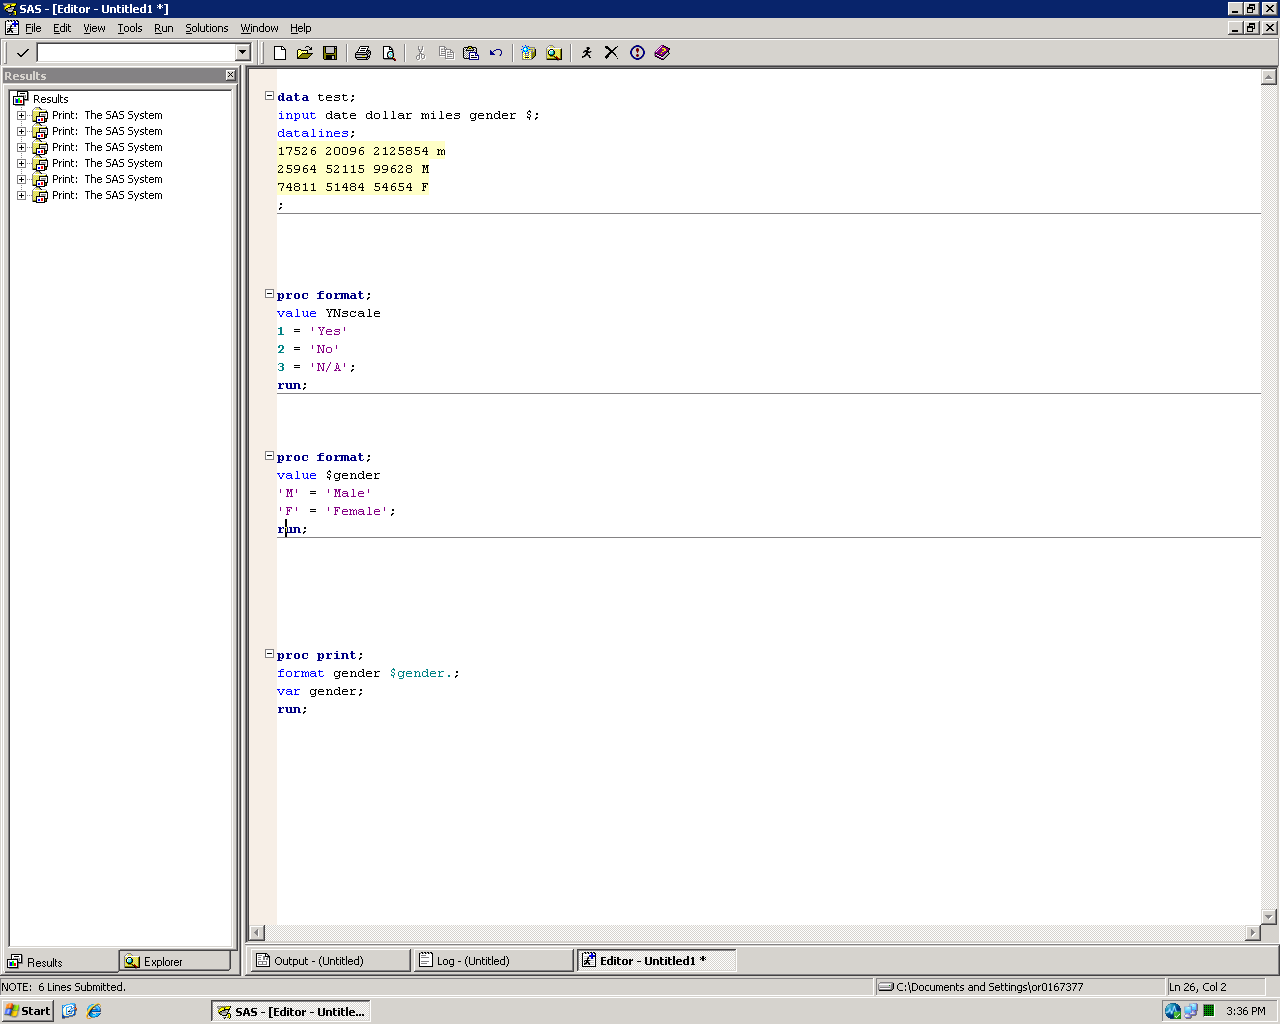 SAS - [Editor - Untitled1 *]
File Edit View Tools Run Solutions Window Help
Results
Results
Print: The SAS System
Print: The SAS System
Print: The SAS System
Print: The SAS System
Print: The SAS System
Print: The SAS System
data test;
input date dollar miles gender $;
datalines;
17526 20096 2125854 m
25964 52115 99628 M
74811 51484 54654 F
;
proc format;
value YNscale
1 = 'Yes'
2 = 'No'
3 = 'N/A';
run;
proc format;
value $gender
'M' = 'Male'
'F' = 'Female';
run;
proc print;
format gender $gender.;
var gender;
run;
Results Explorer
Output - (Untitled) Log - (Untitled) Editor - Untitled1 *
NOTE: 6 Lines Submitted. C:\Documents and Settings\or0167377 Ln 26, Col 2
Start SAS - [Editor - Untitle... 3:36 PM